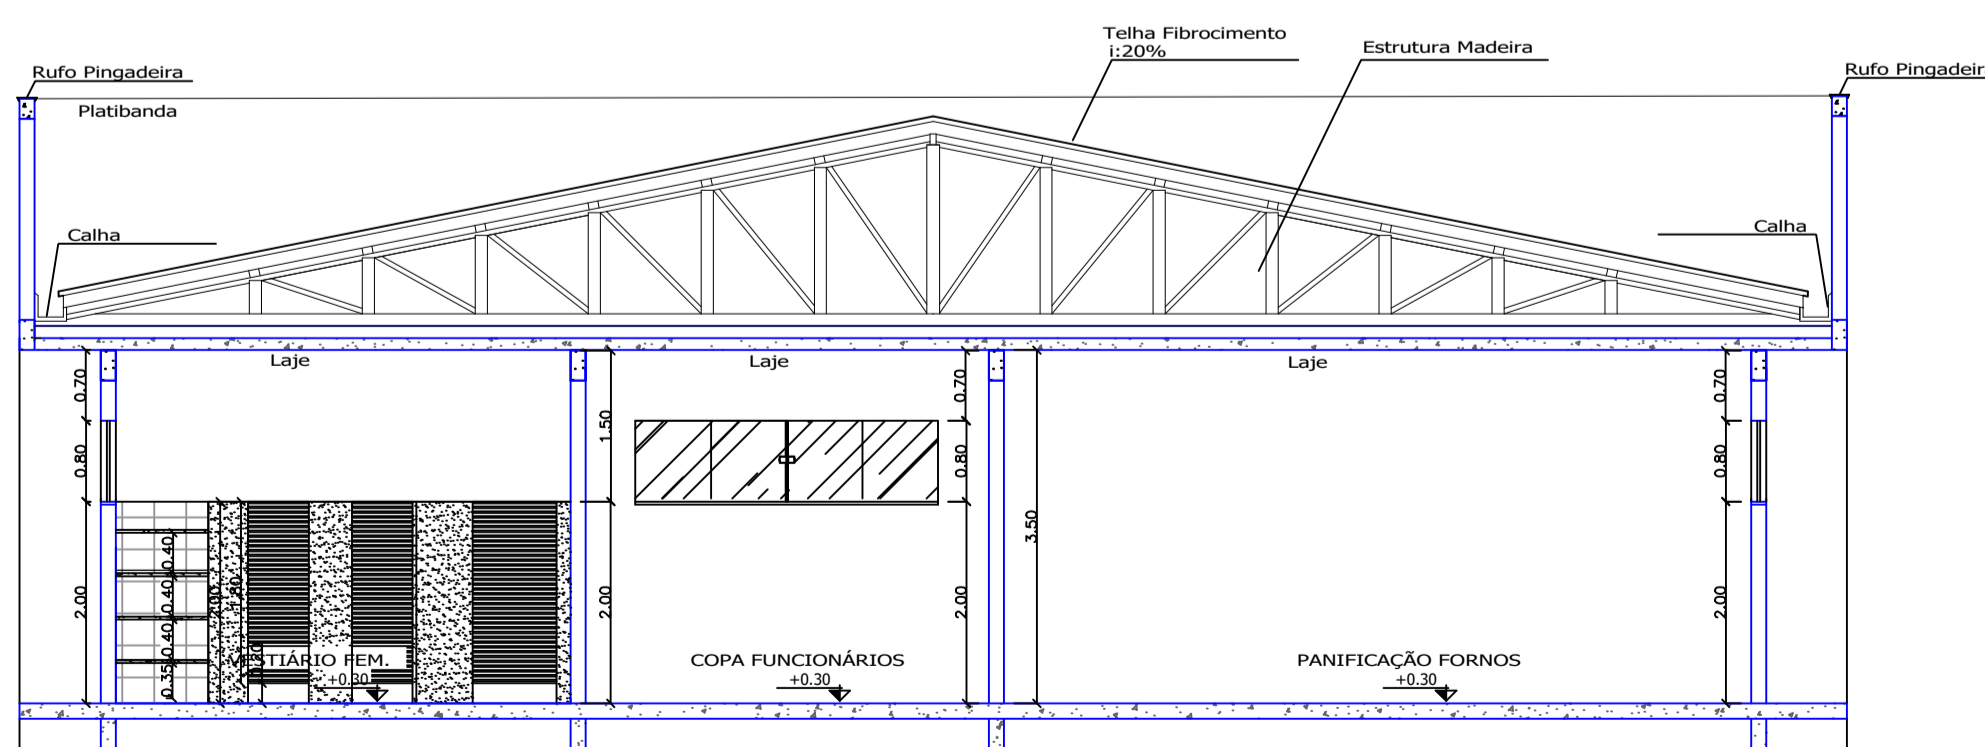 Telha Fibrocimento
i:20%
Estrutura Madeira
Rufo Pingadeira
Rufo Pingadeir
Platibanda
Calha
Calha
Laje
Laje
Laje
0.70
0.80
2.00
1.50
2.00
0.70
0.80
2.00
3.50
0.70
0.80
2.00
0.40
0.40
0.40
0.35
2.00
1.80
VESTIÁRIO FEM.
+0.30
COPA FUNCIONÁRIOS
+0.30
PANIFICAÇÃO FORNOS
+0.30